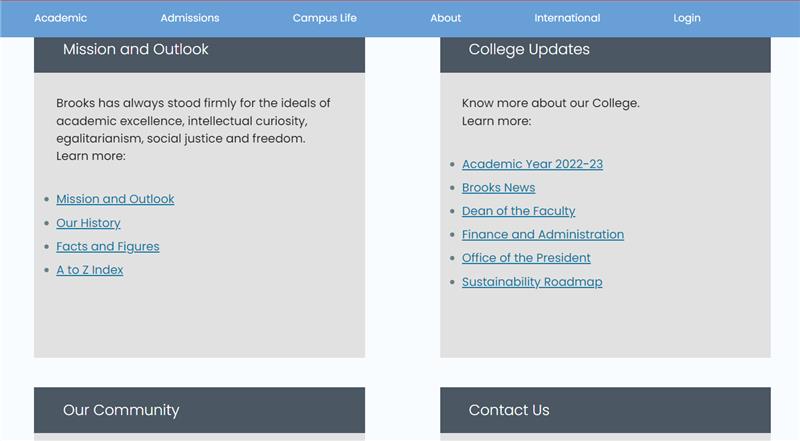 Academic
Admissions
Campus Life
About
International
Login
Mission and Outlook
Brooks has always stood firmly for the ideals of
academic excellence, intellectual curiosity,
egalitarianism, social justice and freedom.
Learn more:
Mission and Outlook
Our History
Facts and Figures
A to Z Index
College Updates
Know more about our College.
Learn more:
Academic Year 2022-23
Brooks News
Dean of the Faculty
Finance and Administration
Office of the President
Sustainability Roadmap
Our Community
Contact Us